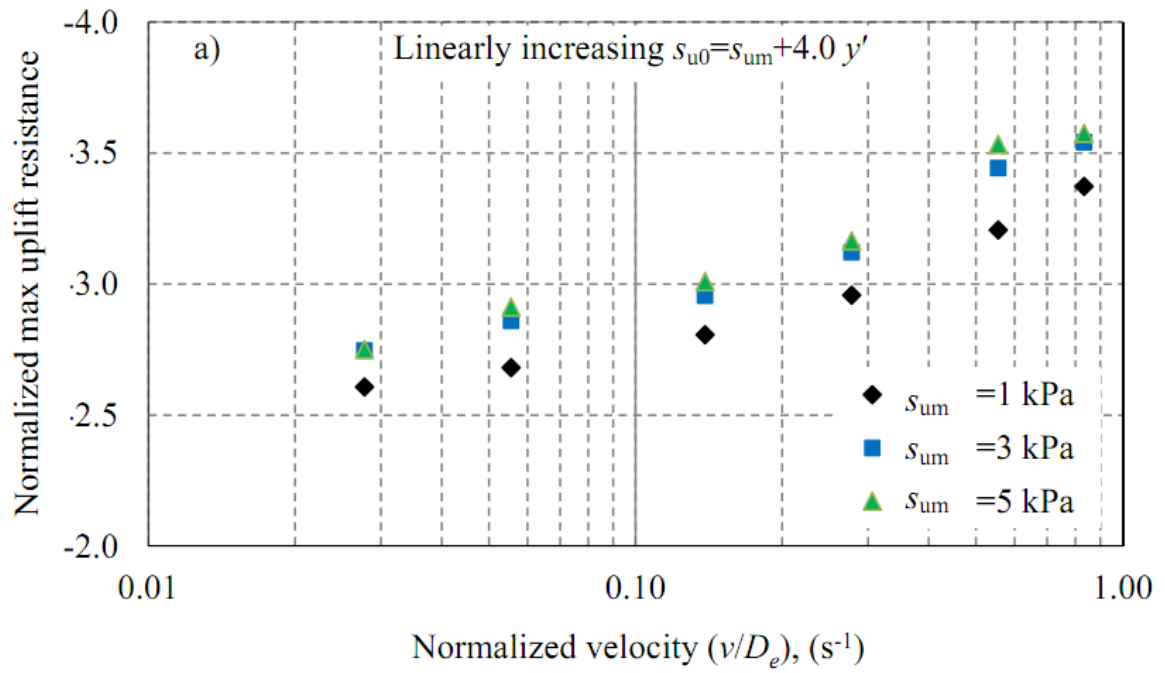 -4.0
a) Linearly increasing su0=sum+4.0 y′
.3.5
.3.0
.2.5
-2.0
Normalized max uplift resistance
sum =1 kPa
sum =3 kPa
sum =5 kPa
0.01 0.10 1.00
Normalized velocity (v/De), (s-1)